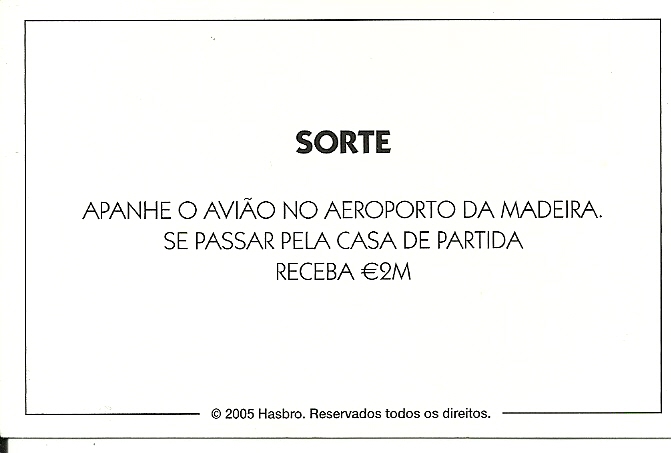 SORTE
APANHE O AVIÃO NO AEROPORTO DA MADEIRA.
SE PASSAR PELA CASA DE PARTIDA
RECEBA €2M
© 2005 Hasbro. Reservados todos os direitos.